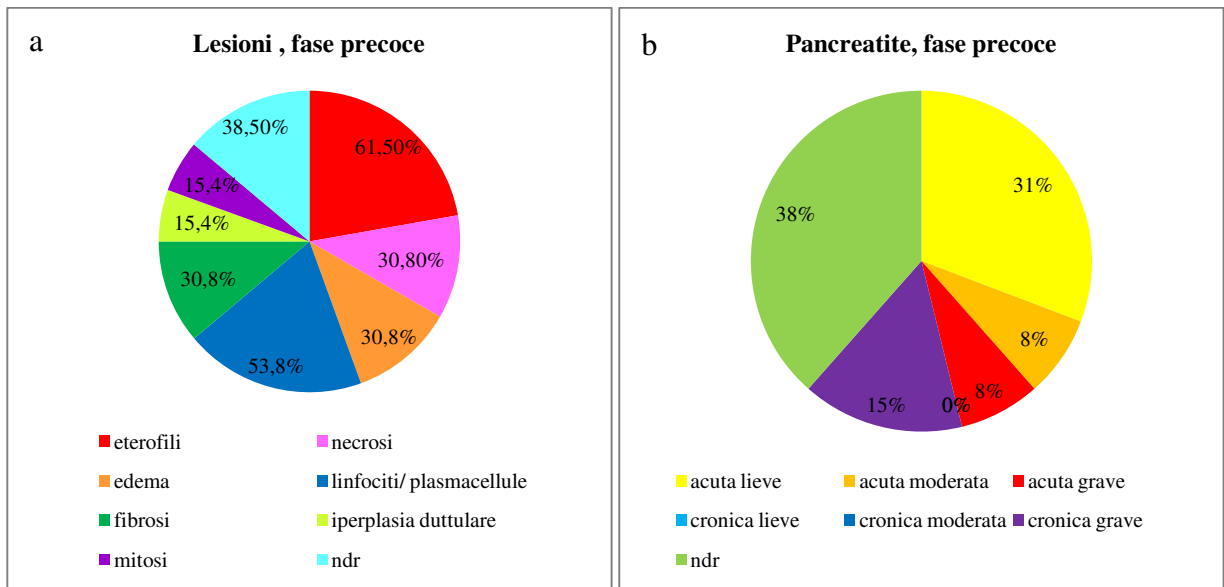 a
Lesioni , fase precoce
38,50%
61,50%
15,4%
15,4%
30,80%
30,8%
30,8%
53,8%
eterofili
necrosi
edema
linfociti/ plasmacellule
fibrosi
iperplasia duttulare
mitosi
ndr
b
Pancreatite, fase precoce
31%
38%
8%
8%
0%
0%
15%
acuta lieve
acuta moderata
acuta grave
cronica lieve
cronica moderata
cronica grave
ndr